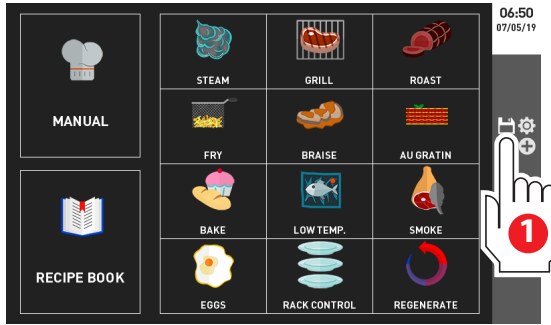 06:50
07/05/19
MANUAL
RECIPE BOOK
STEAM
GRILL
ROAST
FRY
BRAISE
AU GRATIN
BAKE
LOW TEMP.
SMOKE
EGGS
RACK CONTROL
REGENERATE
1